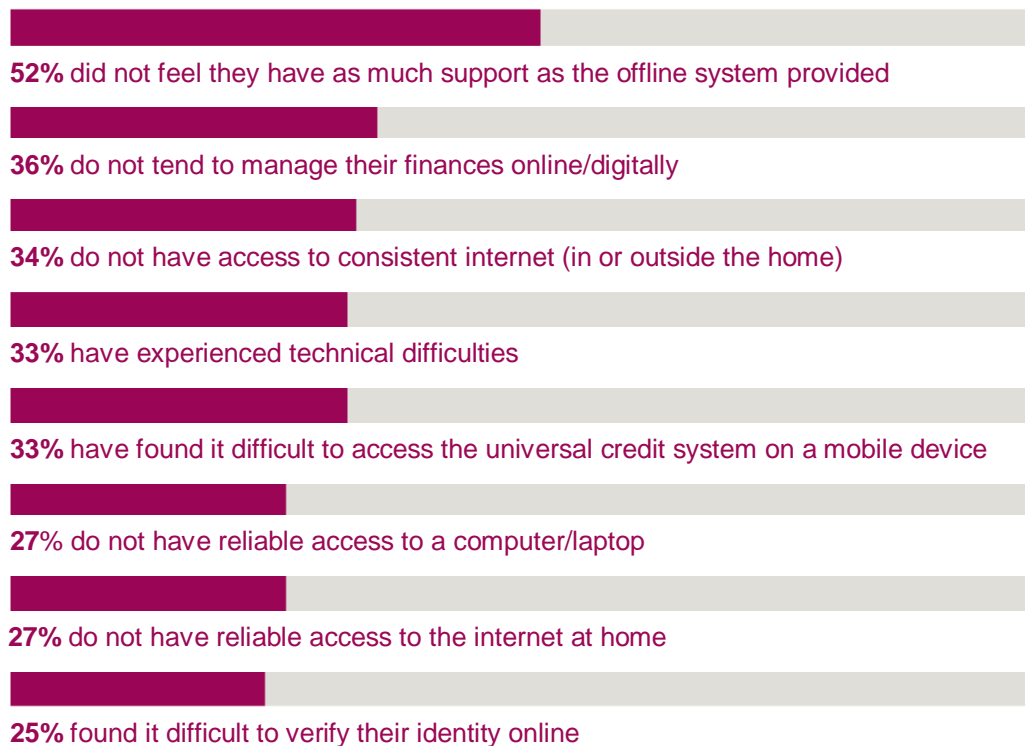 52% did not feel they have as much support as the offline system provided
36% do not tend to manage their finances online/digitally
34% do not have access to consistent internet (in or outside the home)
33% have experienced technical difficulties
33% have found it difficult to access the universal credit system on a mobile device
27% do not have reliable access to a computer/laptop
27% do not have reliable access to the internet at home
25% found it difficult to verify their identity online